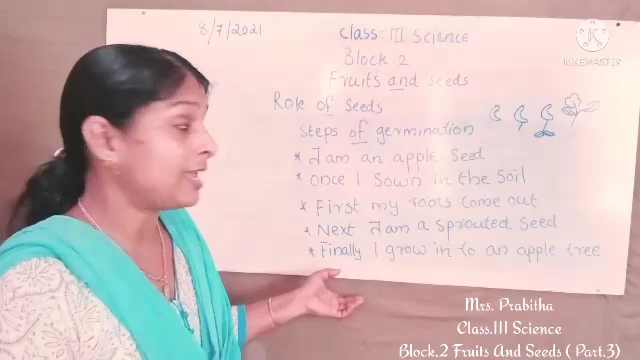 8/7/2021
Class: III Science
Block 2
Fruits and seeds
Role of Seeds
Steps of germination
* I am an apple seed
* Once I sown in the soil
* First my roots come out
* Next I am a sprouted seed
* Finally I grow in to an apple tree
KINEMASTER
Mrs. Prabitha
Class.III Science
Block.2 Fruits And Seeds ( Part.3)